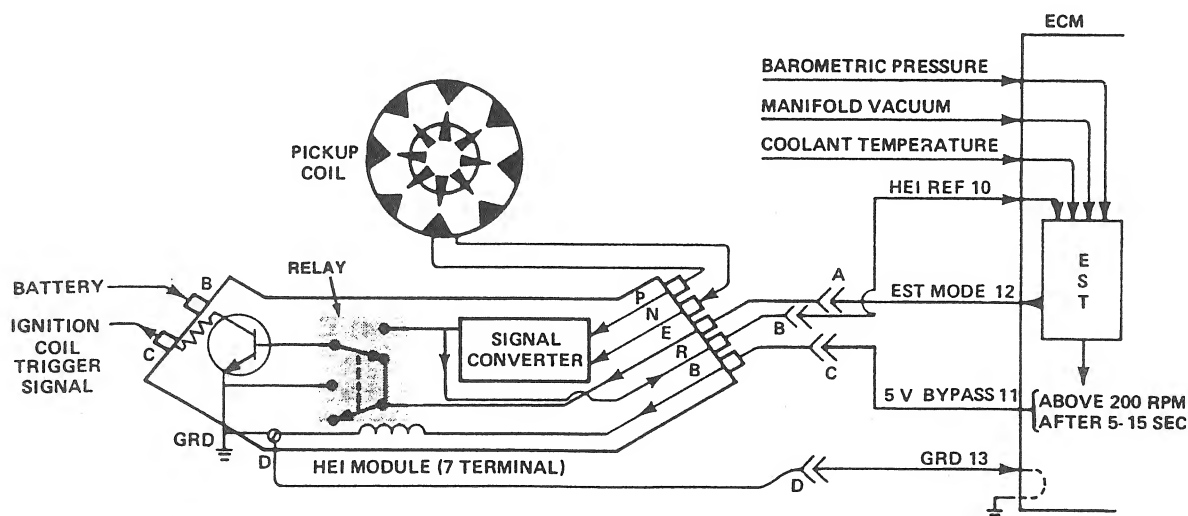 ECM
BAROMETRIC PRESSURE
MANIFOLD VACUUM
COOLANT TEMPERATURE
HEI REF 10
PICKUP
COIL
RELAY
BATTERY
B
IGNITION
COIL
TRIGGER
SIGNAL
C
P
N
E
R
B
SIGNAL
CONVERTER
A
B
C
EST MODE 12
E
S
T
5 V BYPASS 11
ABOVE 200 RPM
AFTER 5-15 SEC
GRD
D
HEI MODULE (7 TERMINAL)
D
GRD 13